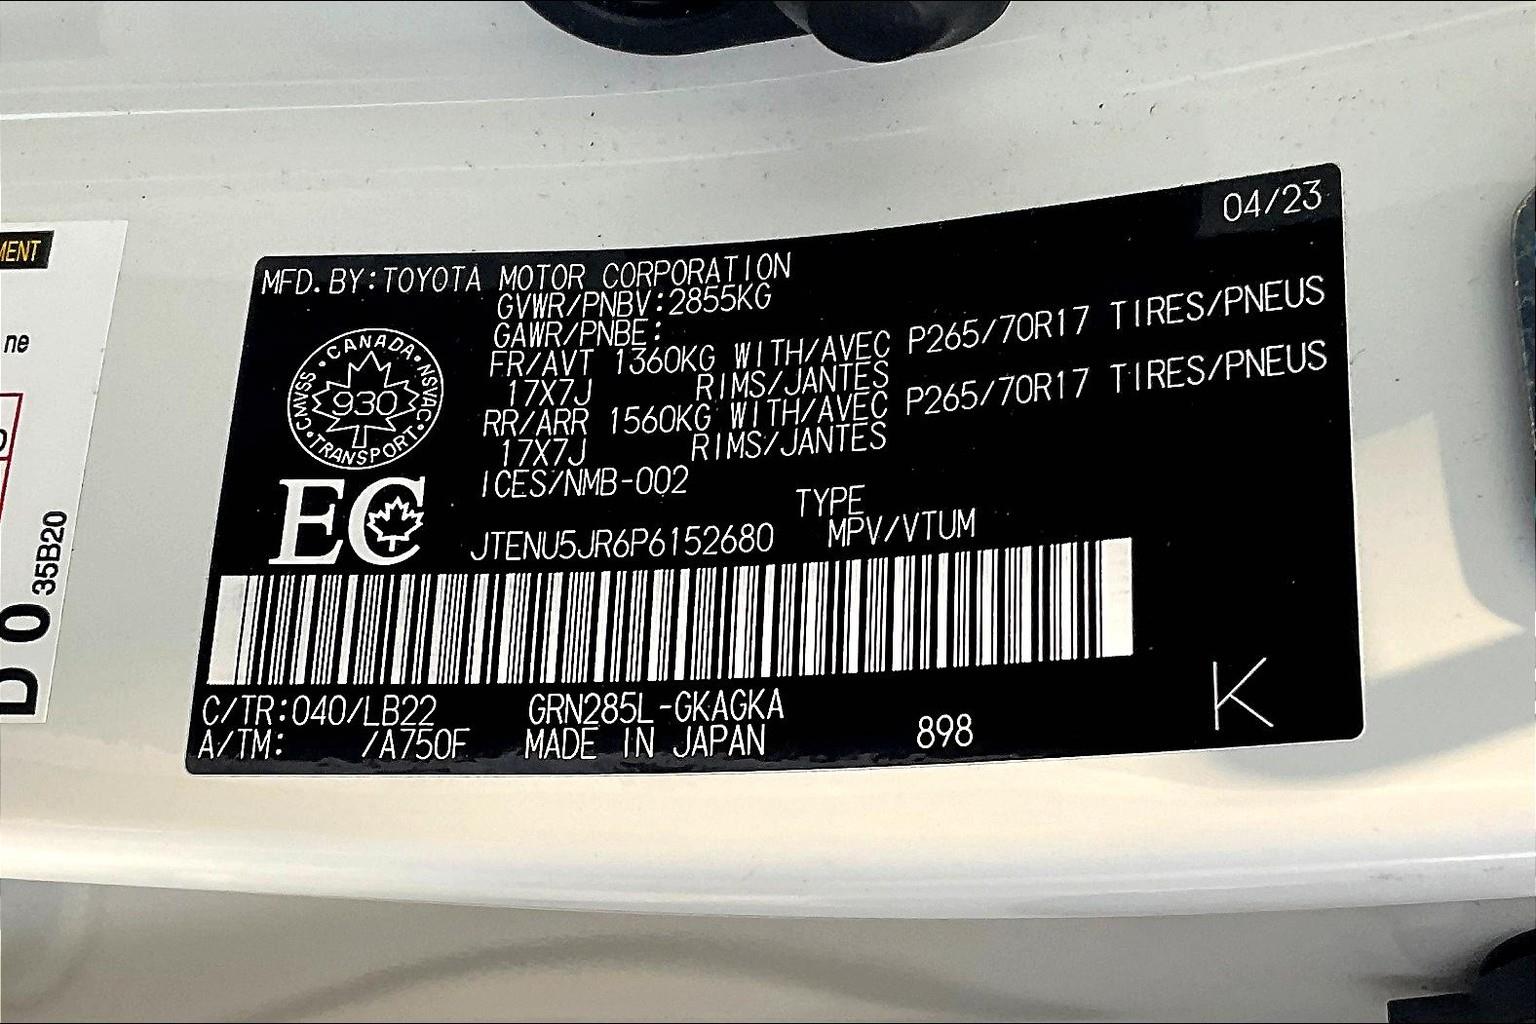 MENT
ne
35B20
D 0
04/23
MFD. BY: TOYOTA MOTOR CORPORATION
GVWR/PNBV: 2855KG
GAWR/PNBE:
FR/AVT 1360KG WITH/AVEC P265/70R17 TIRES/PNEUS
17X7J RIMS/JANTES
RR/ARR 1560KG WITH/AVEC P265/70R17 TIRES/PNEUS
17X7J RIMS/JANTES
ICES/NMB-002
CANADA
CMVSS 930 NSVAC
TRANSPORT
EC
TYPE
JTENU5JR6P6152680 MPV/VTUM
C/TR: 040/LB22 GRN285L-GKAGKA
A/TM: /A750F MADE IN JAPAN 898
K